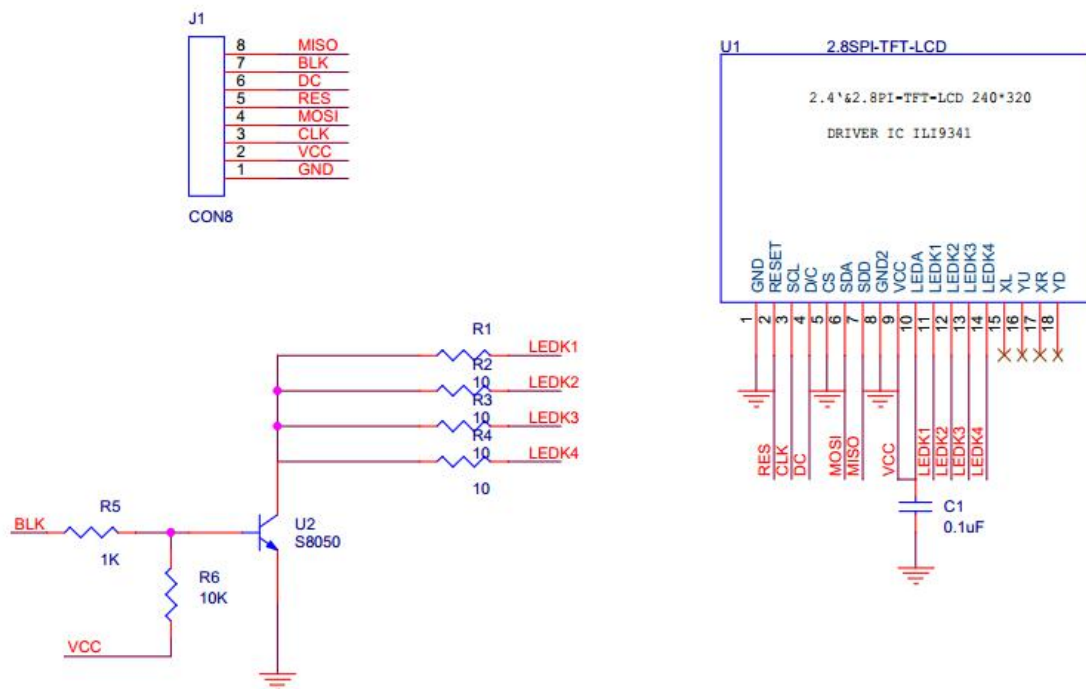 J1
8 MISO
7 BLK
6 DC
5 RES
4 MOSI
3 CLK
2 VCC
1 GND
CON8
U1 2.8SPI-TFT-LCD
2.4'&2.8PI-TFT-LCD 240*320
DRIVER IC ILI9341
GND
RESET
SCL
D/C
CS
SDA
SDD
GND2
VCC
LEDA
LEDK1
LEDK2
LEDK3
LEDK4
XL
YU
XR
YD
1
2
3
4
5
6
7
8
9
10
11
12
13
14
15
16
17
18
RES
CLK
DC
MOSI
MISO
VCC
LEDK1
LEDK2
LEDK3
LEDK4
C1
0.1uF
R1
LEDK1
R2
10
LEDK2
R3
10
LEDK3
R4
10
LEDK4
10
BLK
R5
1K
U2
S8050
R6
10K
VCC